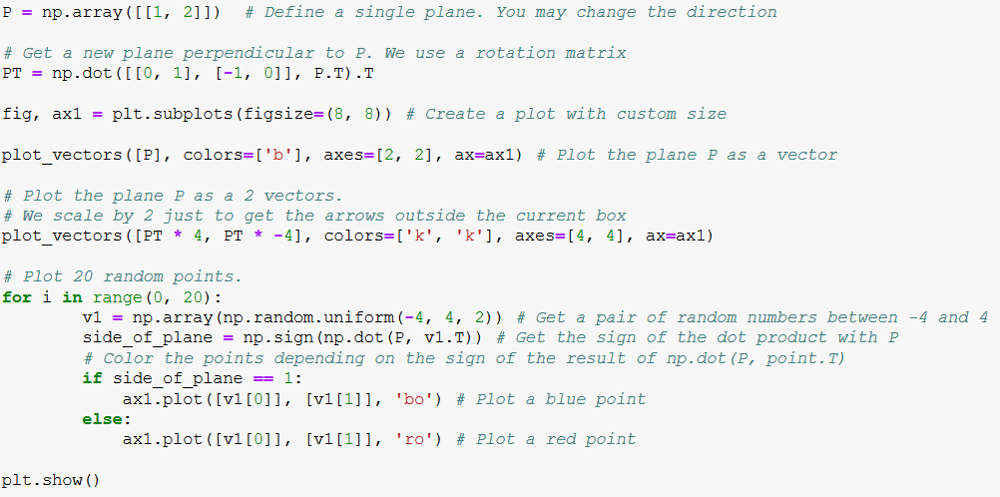 P = np.array([[1, 2]])  # Define a single plane. You may change the direction

# Get a new plane perpendicular to P. We use a rotation matrix
PT = np.dot([[0, 1], [-1, 0]], P.T).T

fig, ax1 = plt.subplots(figsize=(8, 8)) # Create a plot with custom size

plot_vectors([P], colors=['b'], axes=[2, 2], ax=ax1) # Plot the plane P as a vector

# Plot the plane P as a 2 vectors.
# We scale by 2 just to get the arrows outside the current box
plot_vectors([PT * 4, PT * -4], colors=['k', 'k'], axes=[4, 4], ax=ax1)

# Plot 20 random points.
for i in range(0, 20):
        v1 = np.array(np.random.uniform(-4, 4, 2)) # Get a pair of random numbers between -4 and 4
        side_of_plane = np.sign(np.dot(P, v1.T)) # Get the sign of the dot product with P
        # Color the points depending on the sign of the result of np.dot(P, point.T)
        if side_of_plane == 1:
            ax1.plot([v1[0]], [v1[1]], 'bo') # Plot a blue point
        else:
            ax1.plot([v1[0]], [v1[1]], 'ro') # Plot a red point

plt.show()